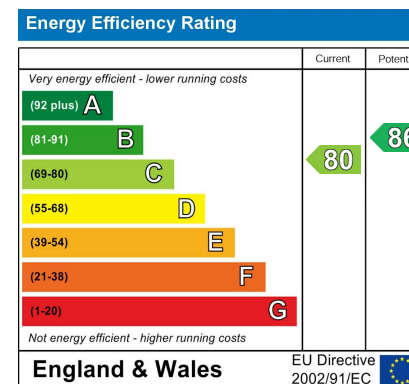 Energy Efficiency Rating
Current Potent
Very energy efficient - lower running costs
(92 plus) A
(81-91) B
(69-80) C
(55-68) D
(39-54) E
(21-38) F
(1-20) G
80
86
Not energy efficient - higher running costs
England & Wales
EU Directive
2002/91/EC